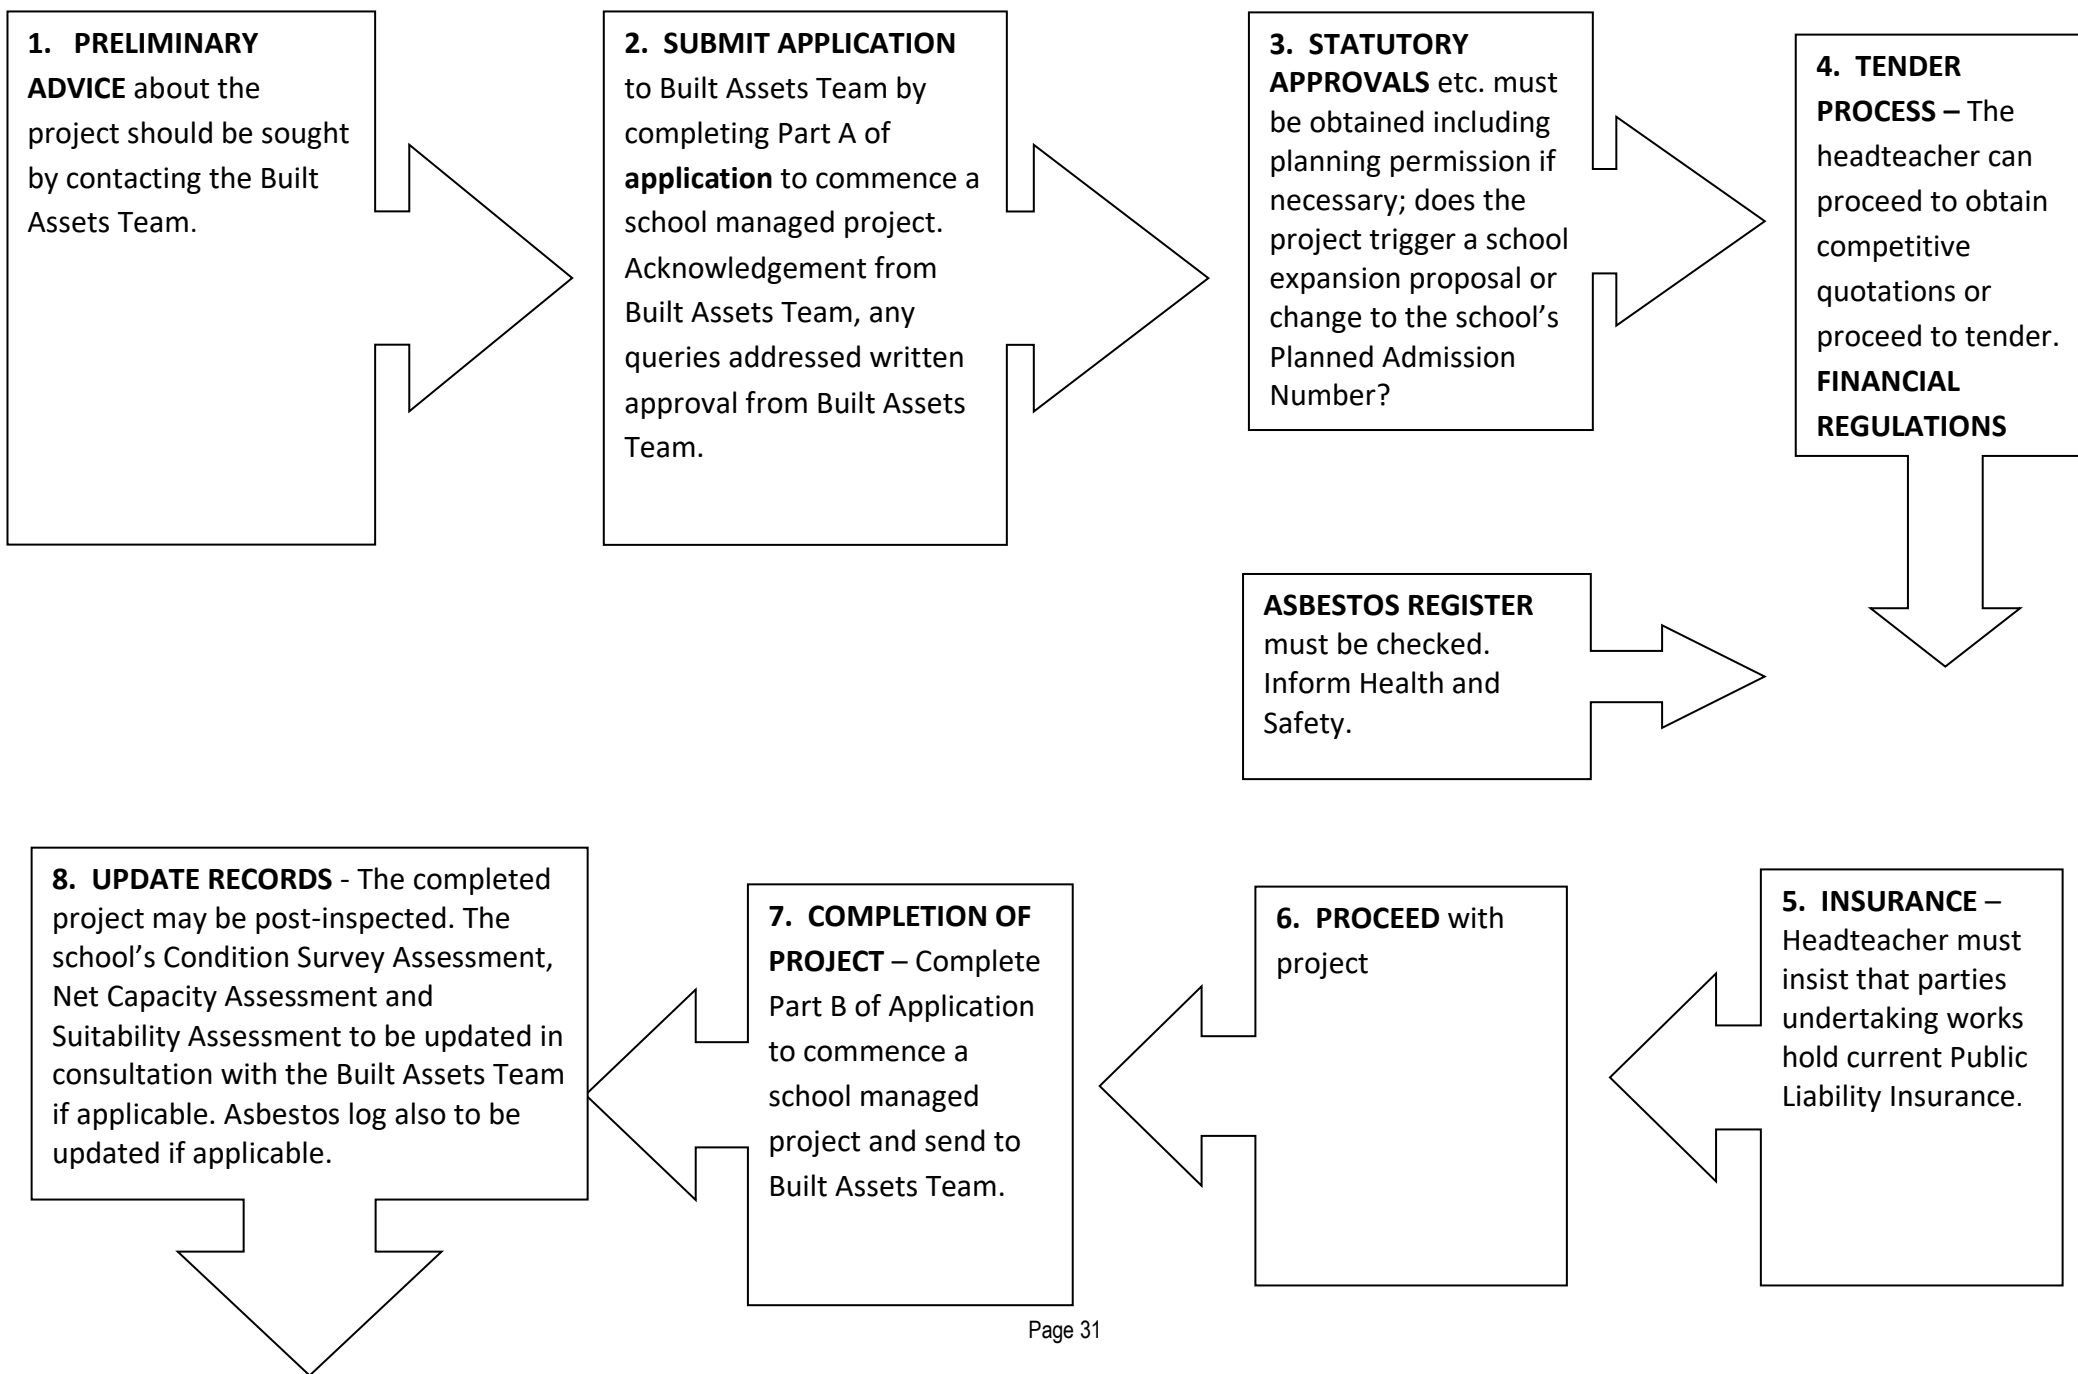 1. PRELIMINARY
ADVICE about the
project should be sought
by contacting the Built
Assets Team.
2. SUBMIT APPLICATION
to Built Assets Team by
completing Part A of
application to commence a
school managed project.
Acknowledgement from
Built Assets Team, any
queries addressed written
approval from Built Assets
Team.
3. STATUTORY
APPROVALS etc. must
be obtained including
planning permission if
necessary; does the
project trigger a school
expansion proposal or
change to the school’s
Planned Admission
Number?
4. TENDER
PROCESS – The
headteacher can
proceed to obtain
competitive
quotations or
proceed to tender.
FINANCIAL
REGULATIONS
ASBESTOS REGISTER
must be checked.
Inform Health and
Safety.
5. INSURANCE –
Headteacher must
insist that parties
undertaking works
hold current Public
Liability Insurance.
6. PROCEED with
project
7. COMPLETION OF
PROJECT – Complete
Part B of Application
to commence a
school managed
project and send to
Built Assets Team.
8. UPDATE RECORDS - The completed
project may be post-inspected. The
school’s Condition Survey Assessment,
Net Capacity Assessment and
Suitability Assessment to be updated in
consultation with the Built Assets Team
if applicable. Asbestos log also to be
updated if applicable.
Page 31